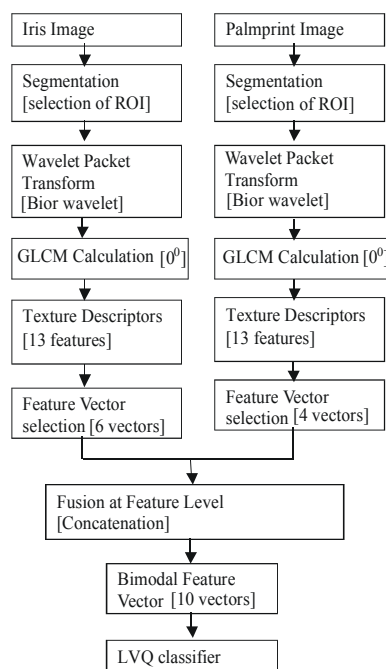 Iris Image
Segmentation
[selection of ROI]
Wavelet Packet
Transform
[Bior wavelet]
GLCM Calculation [0⁰]
Texture Descriptors
[13 features]
Feature Vector
selection [6 vectors]
Palmprint Image
Segmentation
[selection of ROI]
Wavelet Packet
Transform
[Bior wavelet]
GLCM Calculation [0⁰]
Texture Descriptors
[13 features]
Feature Vector
selection [4 vectors]
Fusion at Feature Level
[Concatenation]
Bimodal Feature
Vector [10 vectors]
LVQ classifier